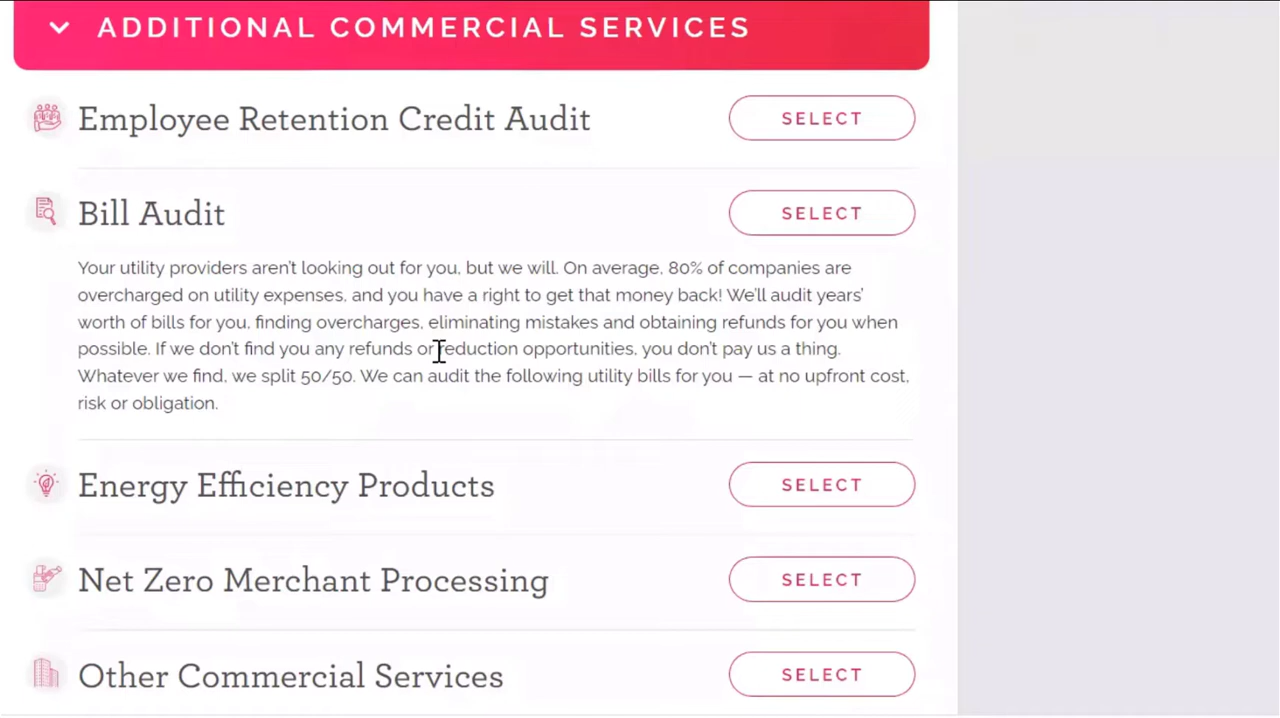 ADDITIONAL COMMERCIAL SERVICES
Employee Retention Credit Audit
SELECT
Bill Audit
SELECT
Your utility providers aren't looking out for you, but we will. On average, 80% of companies are
overcharged on utility expenses, and you have a right to get that money back! We'll audit years'
worth of bills for you, finding overcharges, eliminating mistakes and obtaining refunds for you when
possible. If we don't find you any refunds or reduction opportunities, you don't pay us a thing.
Whatever we find, we split 50/50. We can audit the following utility bills for you — at no upfront cost,
risk or obligation.
Energy Efficiency Products
SELECT
Net Zero Merchant Processing
SELECT
Other Commercial Services
SELECT